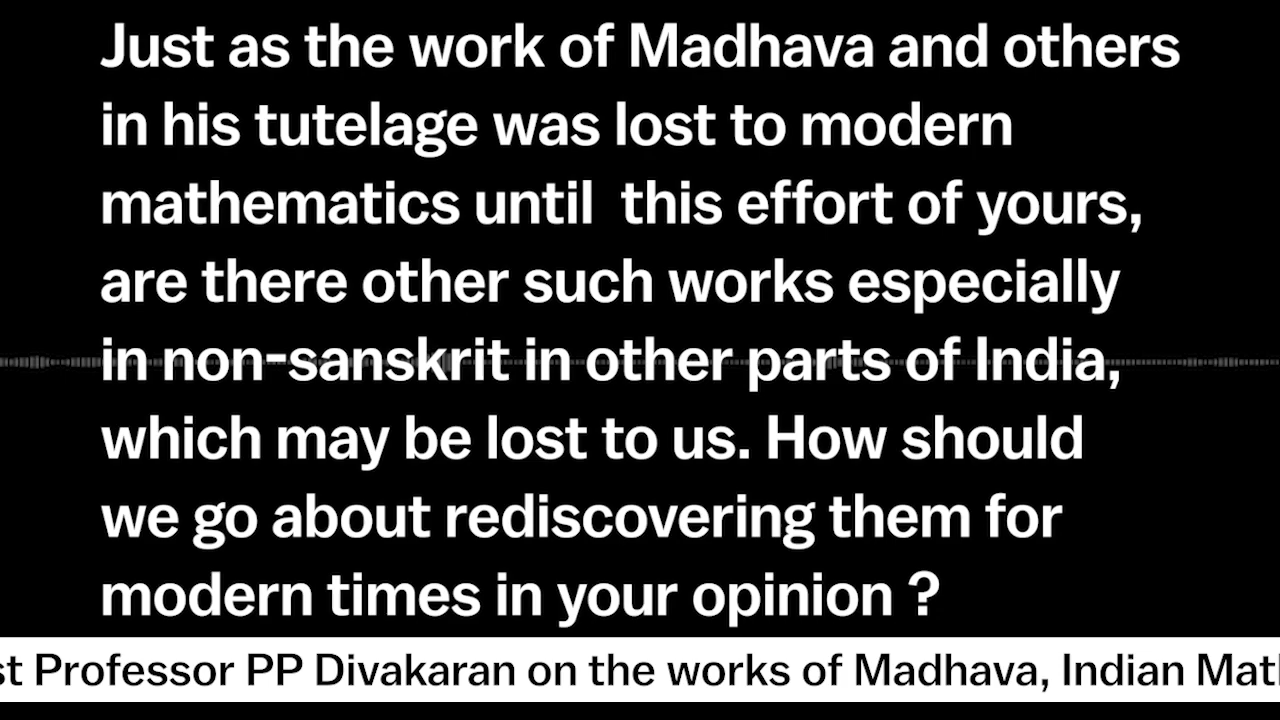 Just as the work of Madhava and others
in his tutelage was lost to modern
mathematics until  this effort of yours,
are there other such works especially
in non-sanskrit in other parts of India,
which may be lost to us. How should
we go about rediscovering them for
modern times in your opinion ?
st Professor PP Divakaran on the works of Madhava, Indian Mat